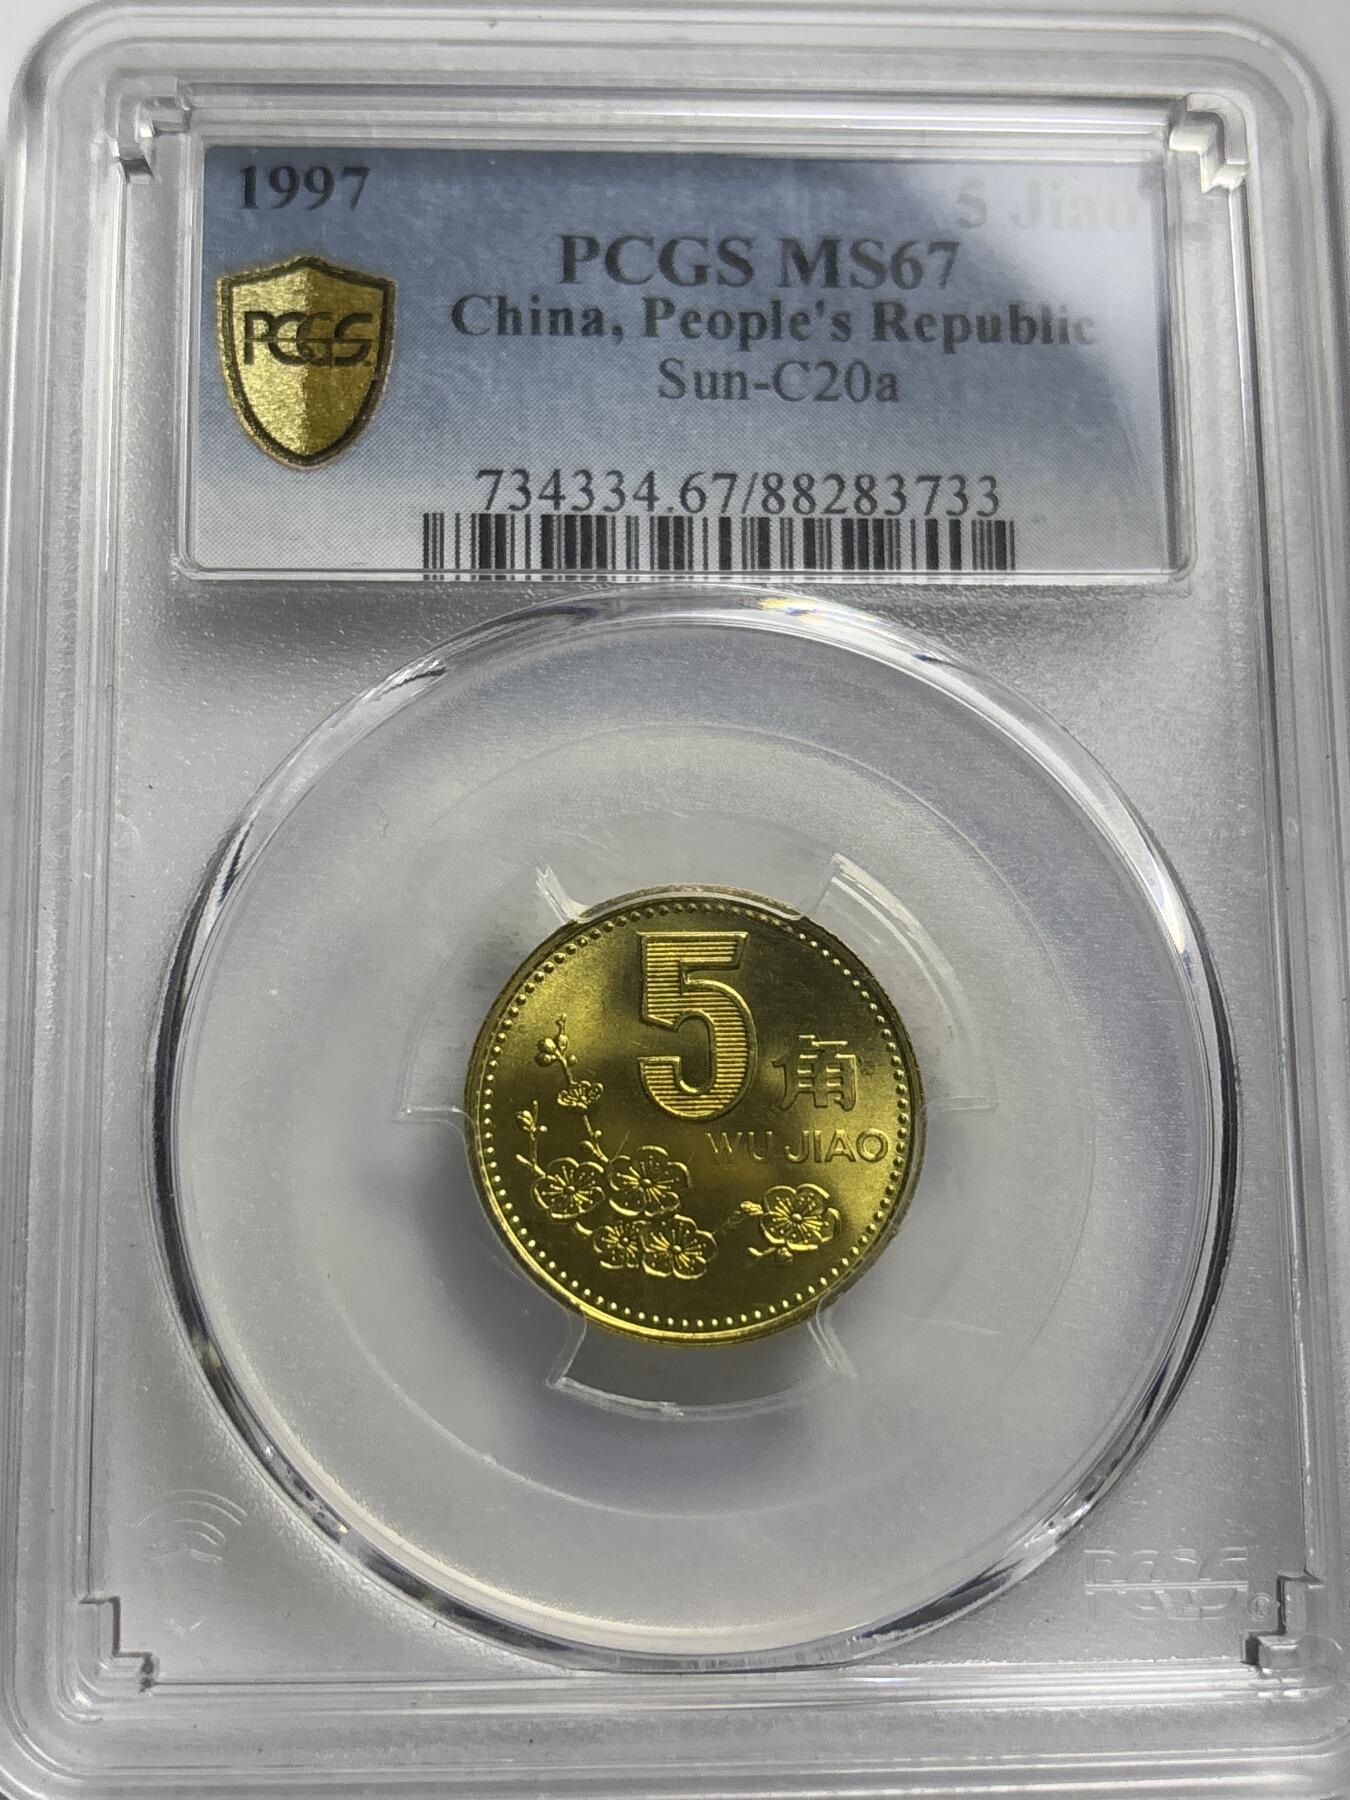 1997 5 Jiao
PCGS MS67
PCGS
China, People's Republic
Sun-C20a
734334.67/88283733
5角
WU JIAO
PCGS